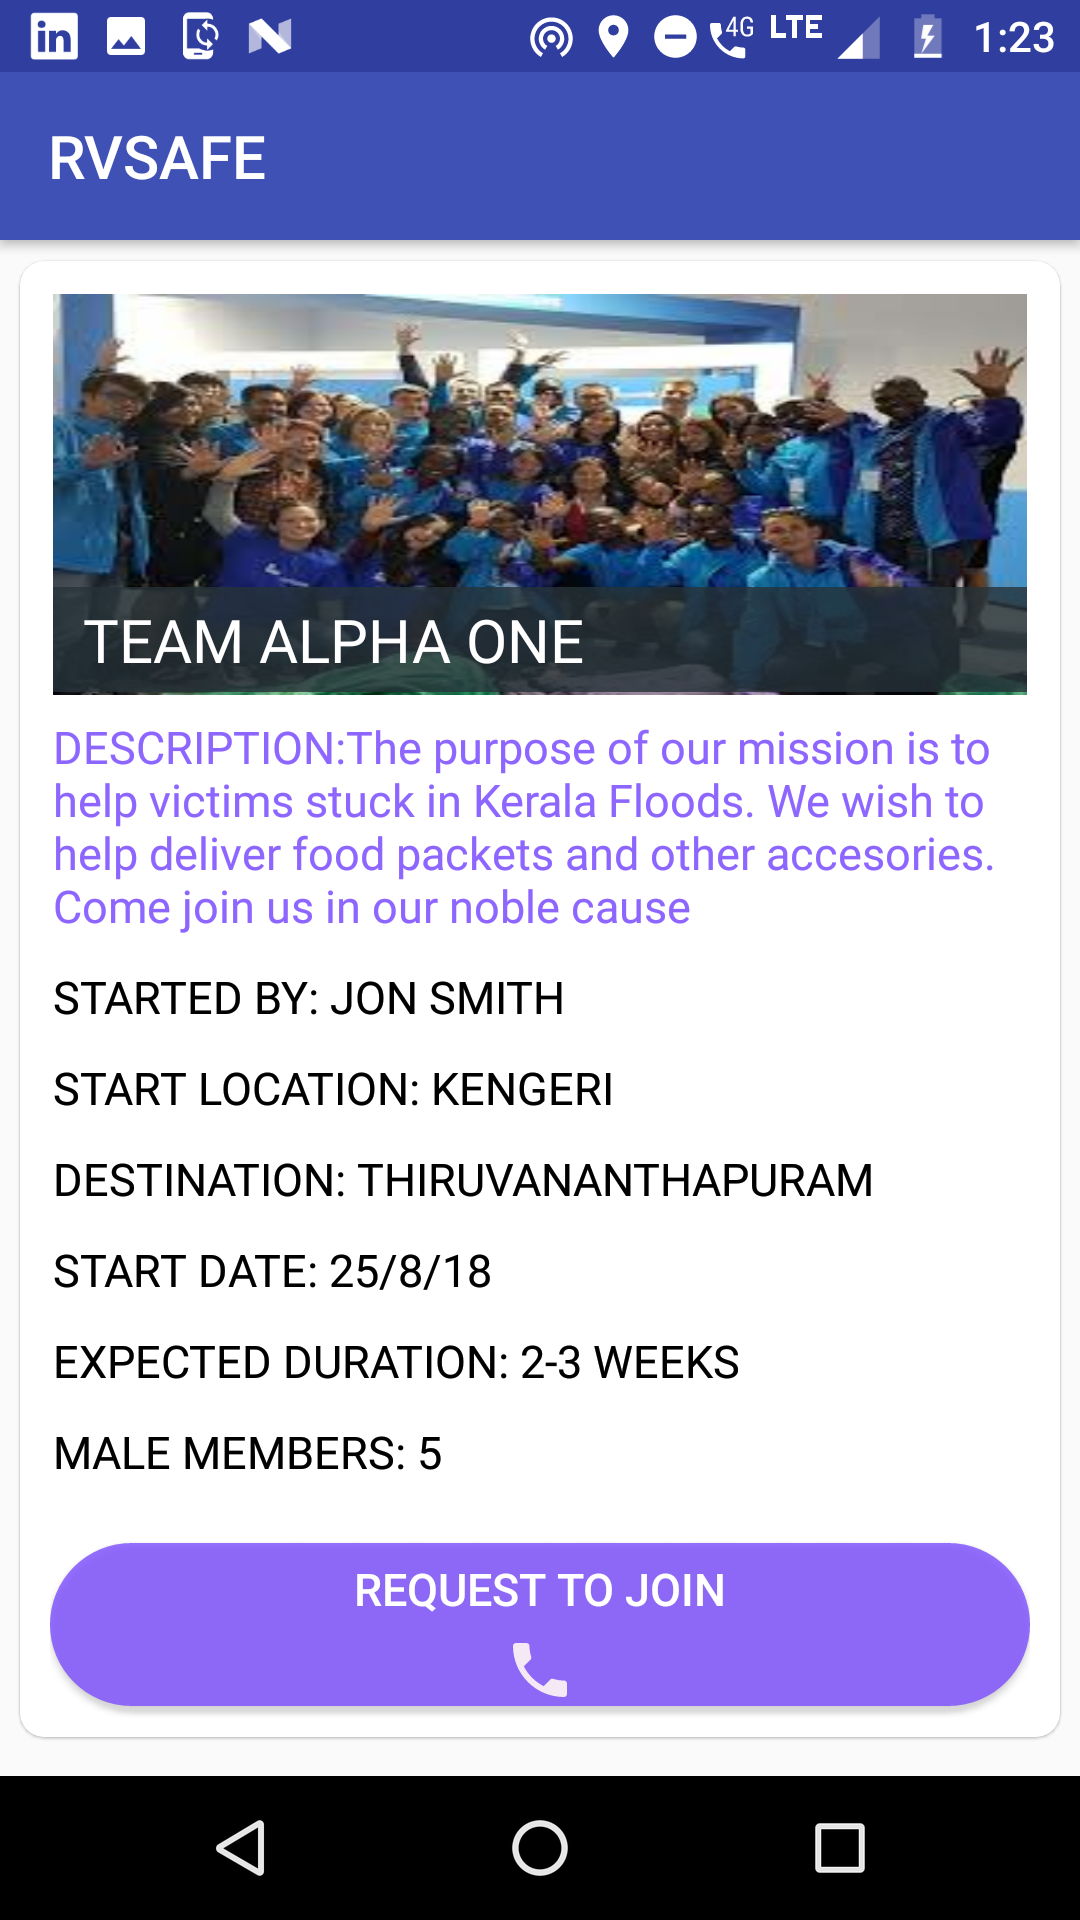 in
4G
LTE
1:23
RVSAFE
TEAM ALPHA ONE
DESCRIPTION:The purpose of our mission is to
help victims stuck in Kerala Floods. We wish to
help deliver food packets and other accesories.
Come join us in our noble cause
STARTED BY: JON SMITH
START LOCATION: KENGERI
DESTINATION: THIRUVANANTHAPURAM
START DATE: 25/8/18
EXPECTED DURATION: 2-3 WEEKS
MALE MEMBERS: 5
REQUEST TO JOIN